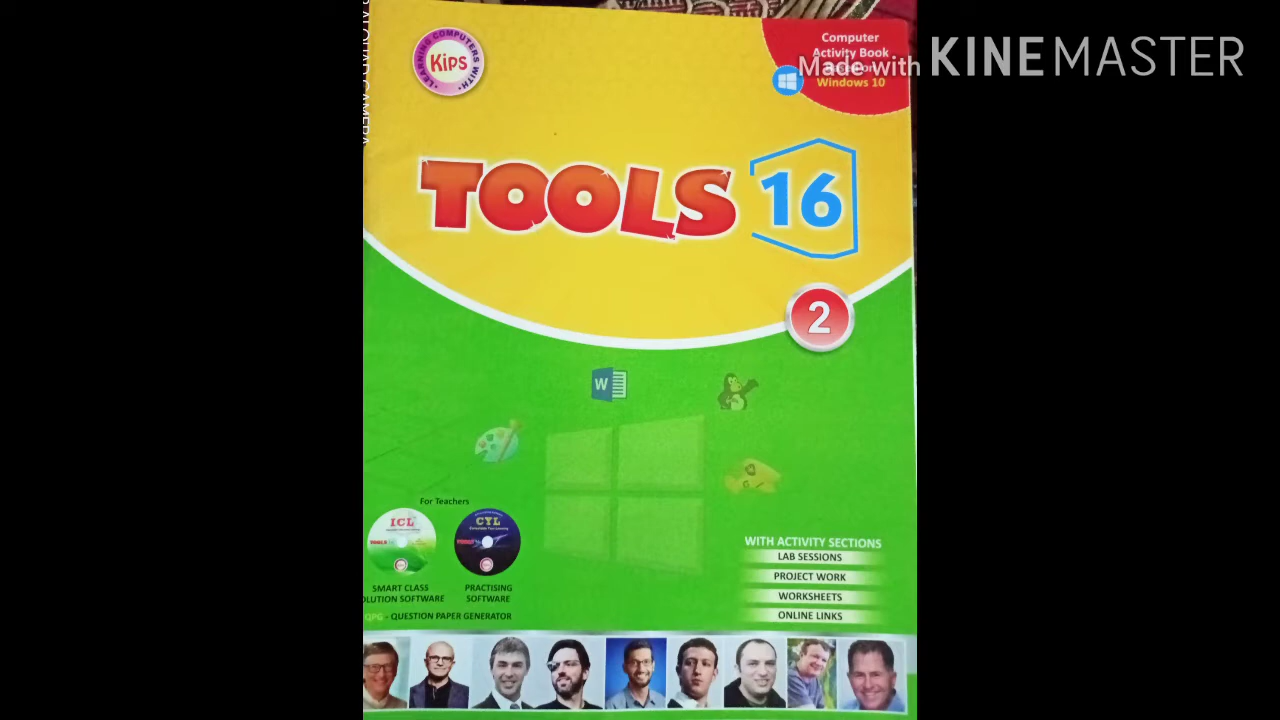 LEARNING COMPUTERS WITH
Kips
Computer
Activity Book
Windows 10
Made with KINEMASTER
TOOLS 16
2
W
For Teachers
ICL
CYL
TOOLS
SMART CLASS
OLUTION SOFTWARE
PRACTISING
SOFTWARE
QPG - QUESTION PAPER GENERATOR
WITH ACTIVITY SECTIONS
LAB SESSIONS
PROJECT WORK
WORKSHEETS
ONLINE LINKS